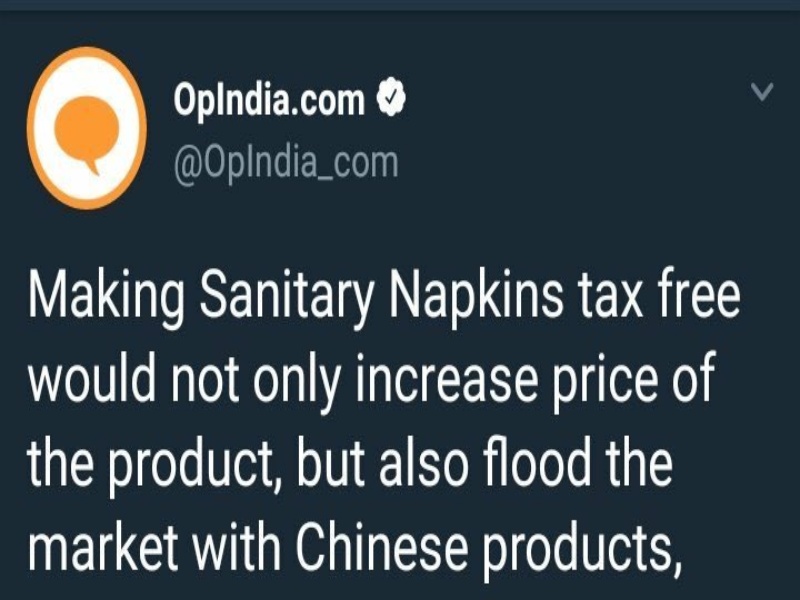 OpIndia.com
@OpIndia_com
Making Sanitary Napkins tax free
would not only increase price of
the product, but also flood the
market with Chinese products,